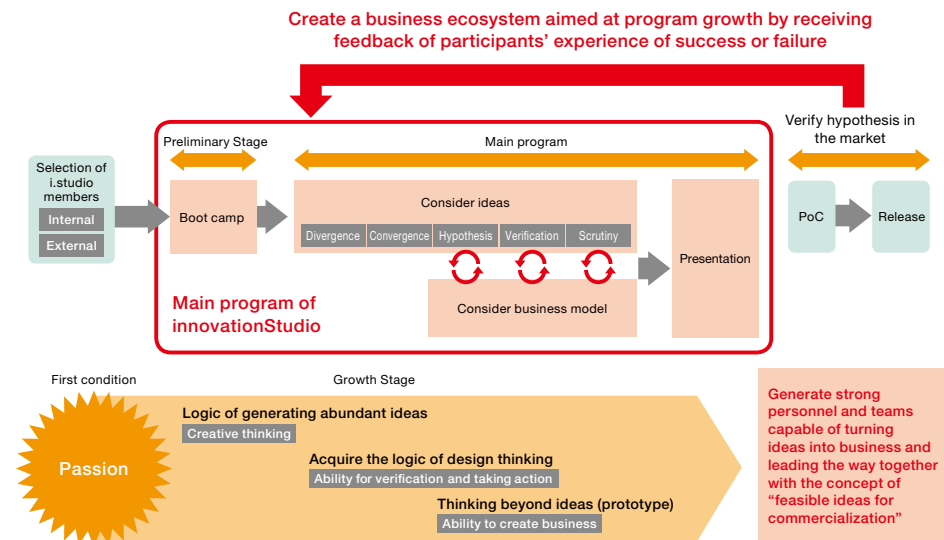 Create a business ecosystem aimed at program growth by receiving
feedback of participants’ experience of success or failure
Preliminary Stage
Main program
Verify hypothesis in
the market
Selection of
i.studio
members
Internal
External
Boot camp
Consider ideas
Divergence
Convergence
Hypothesis
Verification
Scrutiny
Consider business model
Presentation
PoC
Release
Main program of
innovationStudio
First condition
Growth Stage
Passion
Logic of generating abundant ideas
Creative thinking
Acquire the logic of design thinking
Ability for verification and taking action
Thinking beyond ideas (prototype)
Ability to create business
Generate strong
personnel and teams
capable of turning
ideas into business and
leading the way together
with the concept of
“feasible ideas for
commercialization”